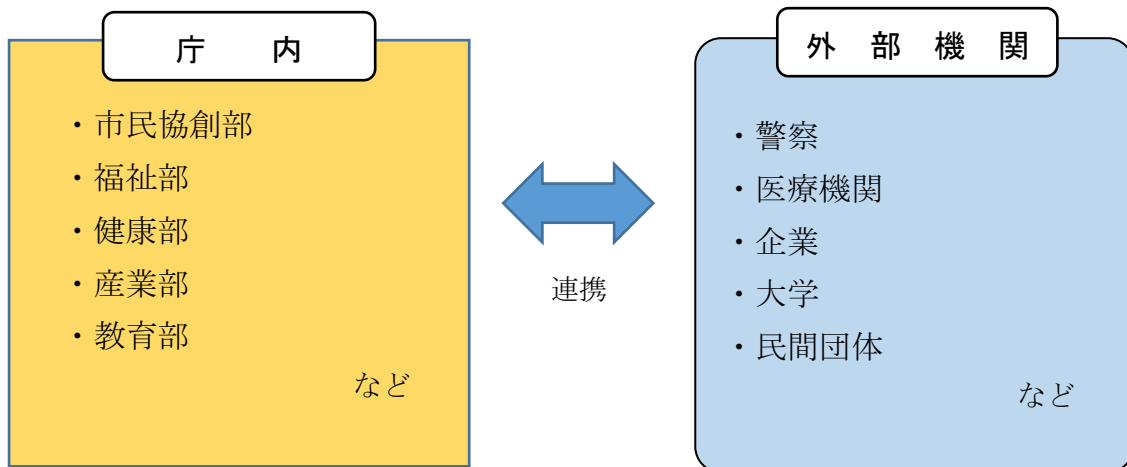 庁 内
・市民協創部
・福祉部
・健康部
・産業部
・教育部
など
連携
外 部 機 関
・警察
・医療機関
・企業
・大学
・民間団体
など